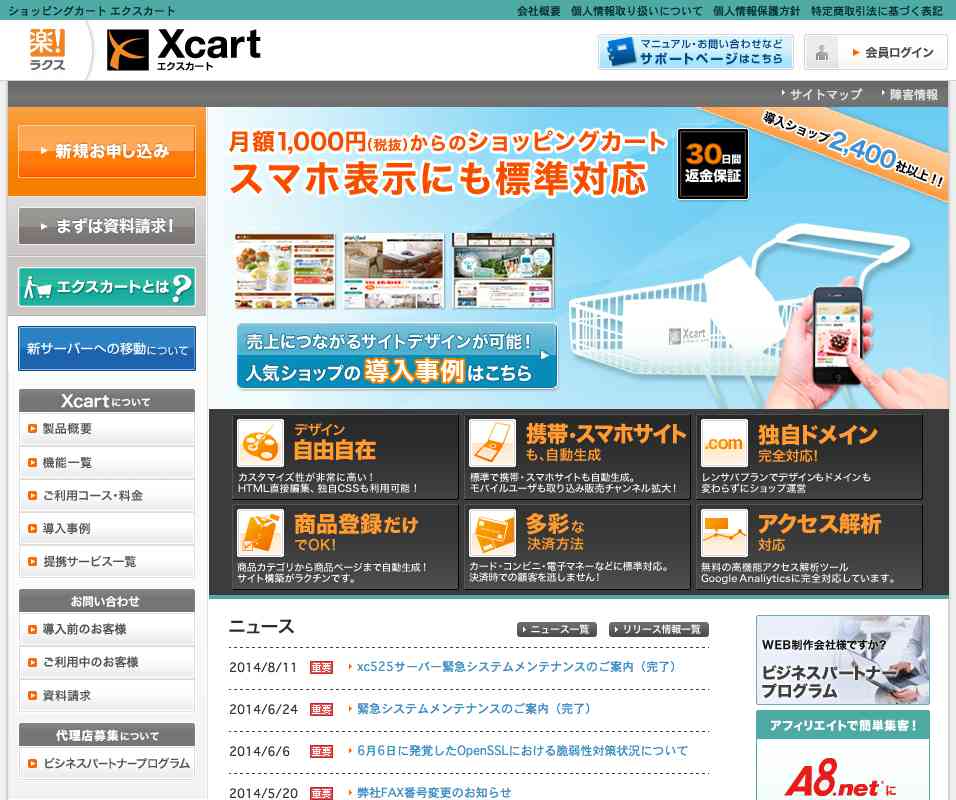 ショッピングカート エクスカート
会社概要 個人情報取り扱いについて 個人情報保護方針 特定商取引法に基づく表記
楽!
ラクス
Xcart
エクスカート
マニュアル・お問い合わせなど
サポートページはこちら
会員ログイン
サイトマップ 障害情報
新規お申し込み
まずは資料請求!
エクスカートとは?
新サーバーへの移動について
月額1,000円(税抜)からのショッピングカート
スマホ表示にも標準対応
30日間
返金保証
導入ショップ2,400社以上!!
Xcart
売上につながるサイトデザインが可能!
人気ショップの導入事例はこちら
Xcartについて
製品概要
機能一覧
ご利用コース・料金
導入事例
提携サービス一覧
お問い合わせ
導入前のお客様
ご利用中のお客様
資料請求
代理店募集について
ビシネスパートナープログラム
デザイン
自由自在
カスタマイズ性が非常に高い!
HTML直接編集、独自CSSも利用可能!
携帯・スマホサイト
も、自動生成
標準で携帯・スマホサイトも自動生成。
モバイルユーザも取り込み販売チャンネル拡大!
.com
独自ドメイン
完全対応!
レンサバプランでデザインもドメインも
変わらずにショップ運営
商品登録だけ
でOK!
商品カテゴリから商品ページまで自動生成!
サイト構築がラクチンです。
多彩な
決済方法
カード・コンビニ・電子マネーなどに標準対応。
決済時での顧客を逃しません!
アクセス解析
対応
無料の高機能アクセス解析ツール
Google Analiyticsに完全対応しています。
ニュース
ニュース一覧 リリース情報一覧
2014/8/11 重要 xc525サーバー緊急システムメンテナンスのご案内（完了）
2014/6/24 重要 緊急システムメンテナンスのご案内（完了）
2014/6/6 重要 6月6日に発覚したOpenSSLにおける脆弱性対策状況について
2014/5/20 重要 弊社FAX番号変更のお知らせ
WEB制作会社様ですか?
ビジネスパートナー
プログラム
アフィリエイトで簡単集客!
A8.netに